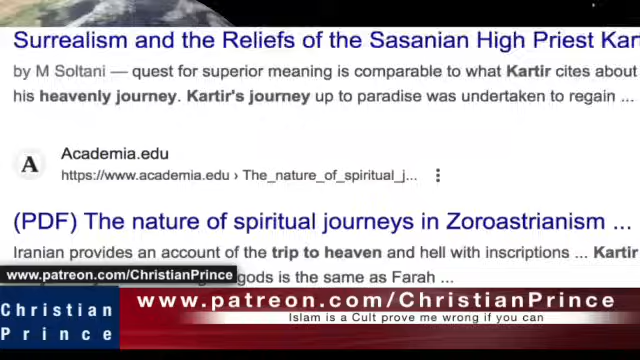 Surrealism and the Reliefs of the Sasanian High Priest Kart
by M Soltani — quest for superior meaning is comparable to what Kartir cites about
his heavenly journey. Kartir's journey up to paradise was undertaken to regain ...
A
Academia.edu
https://www.academia.edu › The_nature_of_spiritual_j...
(PDF) The nature of spiritual journeys in Zoroastrianism ...
Iranian provides an account of the trip to heaven and hell with inscriptions ... Kartir
www.patreon.com/ChristianPrince
gods is the same as Farah ...
www.patreon.com/ChristianPrince
Islam is a Cult prove me wrong if you can
Christian
Prince